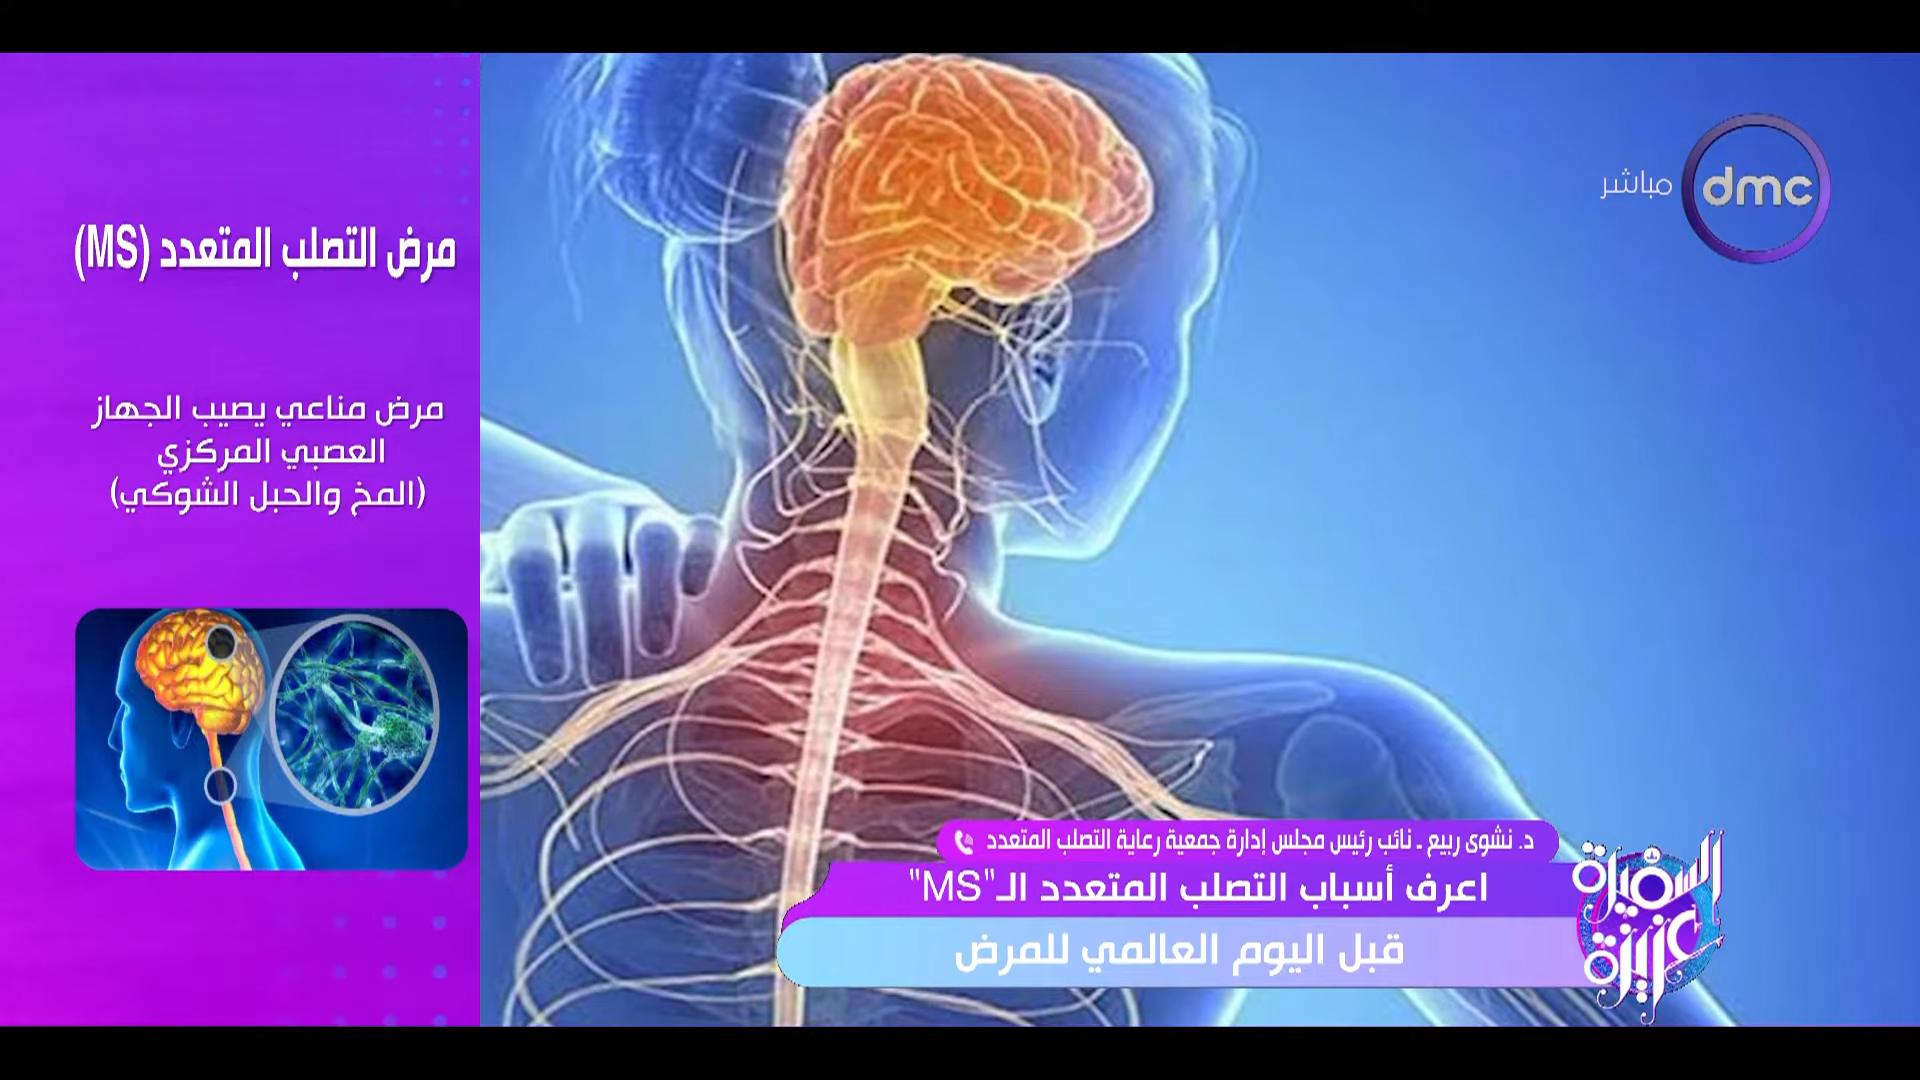 مرض التصلب المتعدد (MS)
مرض مناعي يصيب الجهاز
العصبي المركزي
(المخ والحبل الشوكي)
مباشر dmc
د. نشوى ربيع - نائب رئيس مجلس إدارة جمعية رعاية التصلب المتعدد
اعرف أسباب التصلب المتعدد الـ"MS"
قبل اليوم العالمي للمرض
السفيرة
عزيزة